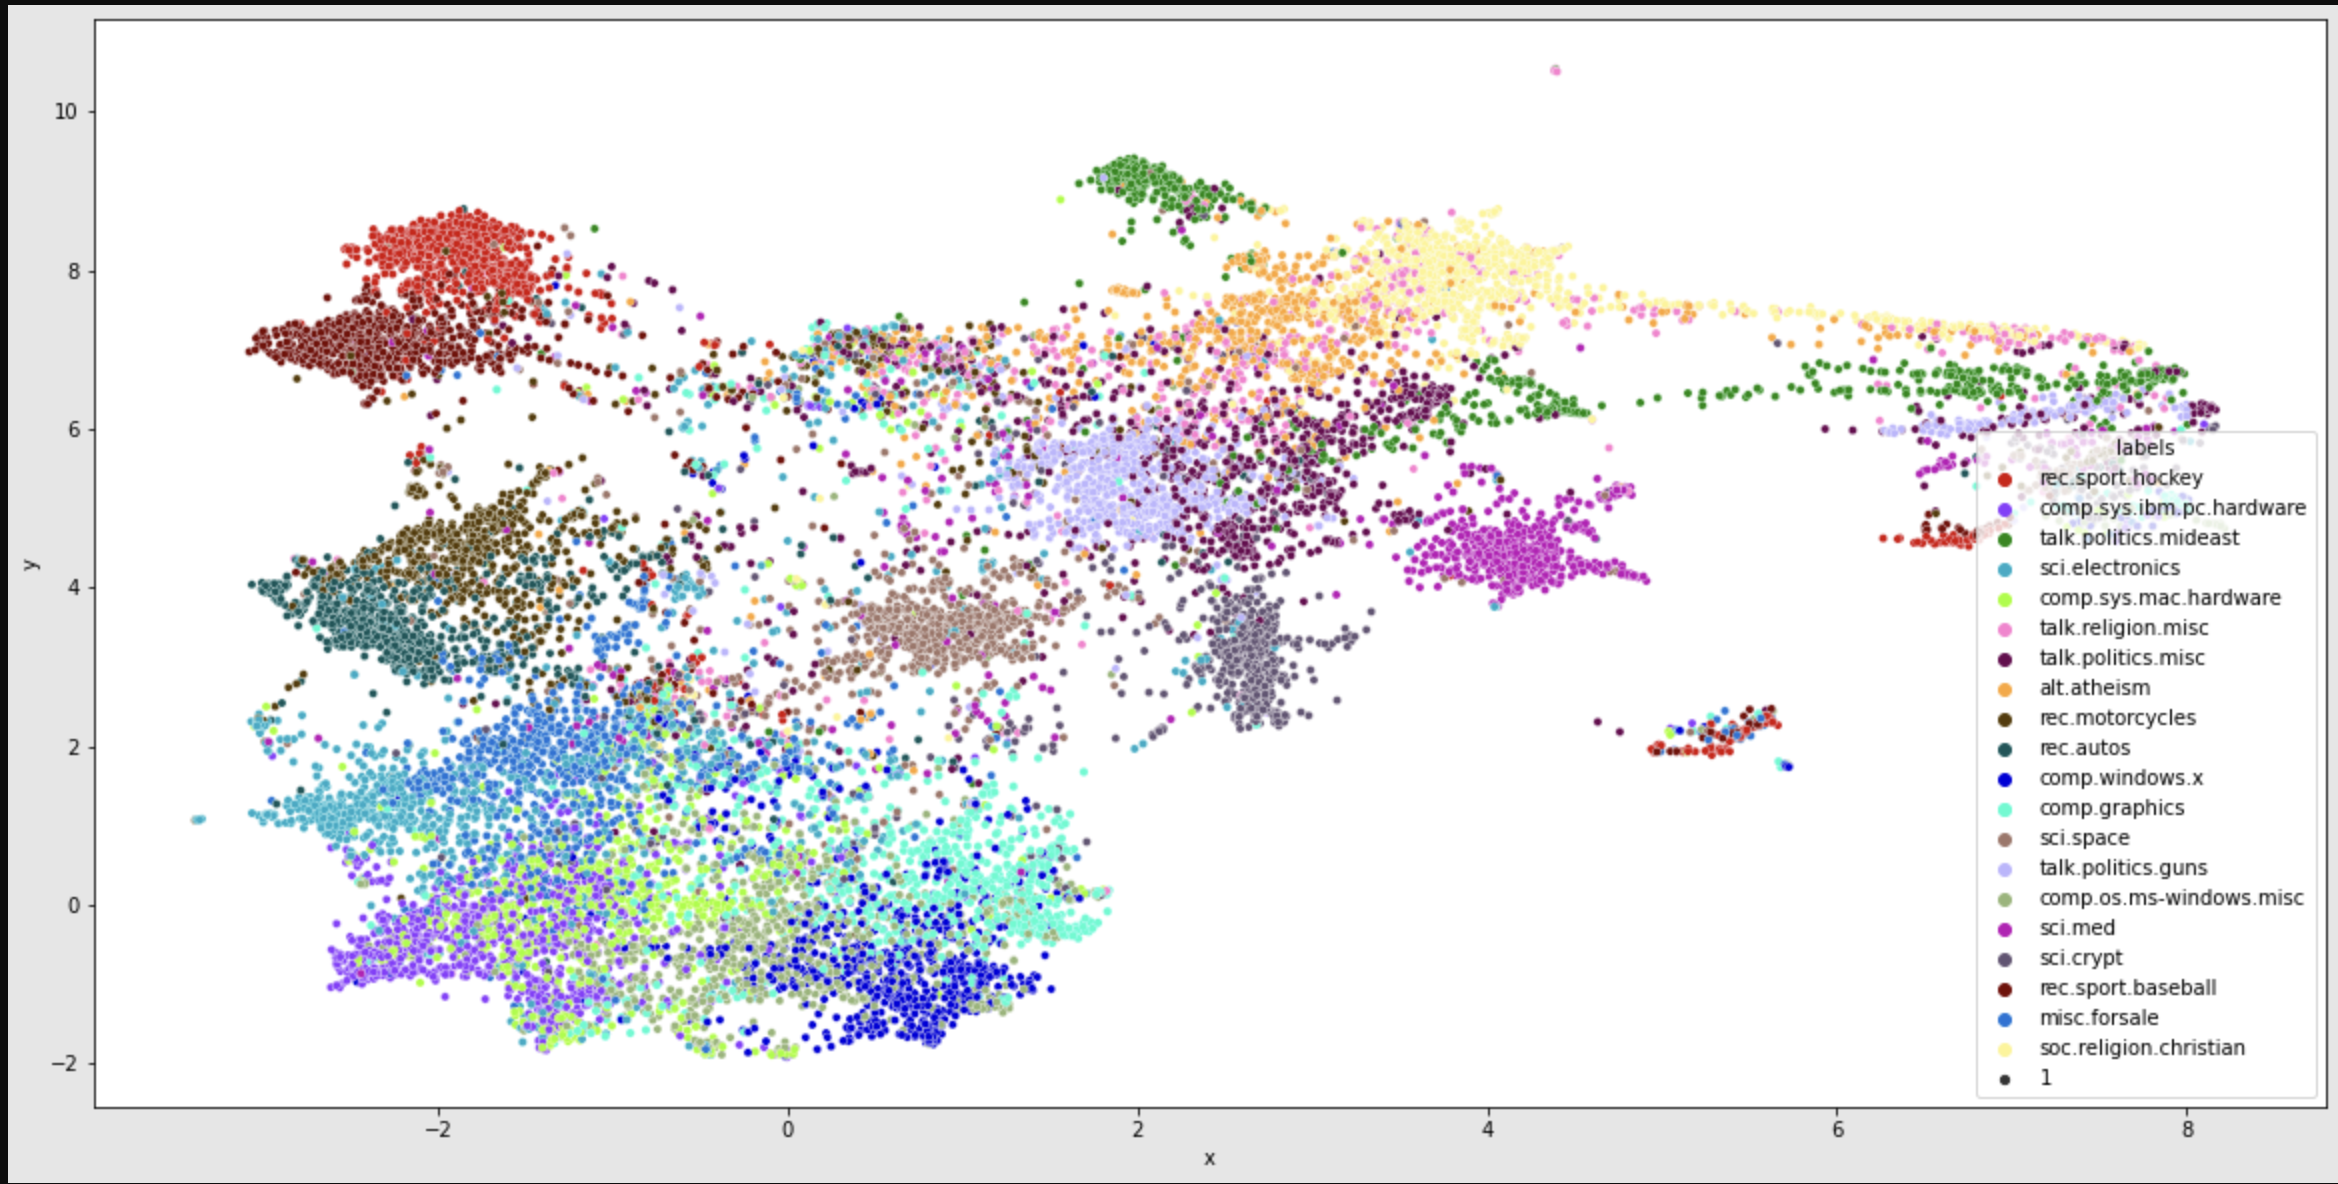 10
8
6
4
2
0
−2
y
−2
0
2
4
6
8
x
labels
rec.sport.hockey
comp.sys.ibm.pc.hardware
talk.politics.mideast
sci.electronics
comp.sys.mac.hardware
talk.religion.misc
talk.politics.misc
alt.atheism
rec.motorcycles
rec.autos
comp.windows.x
comp.graphics
sci.space
talk.politics.guns
comp.os.ms-windows.misc
sci.med
sci.crypt
rec.sport.baseball
misc.forsale
soc.religion.christian
1